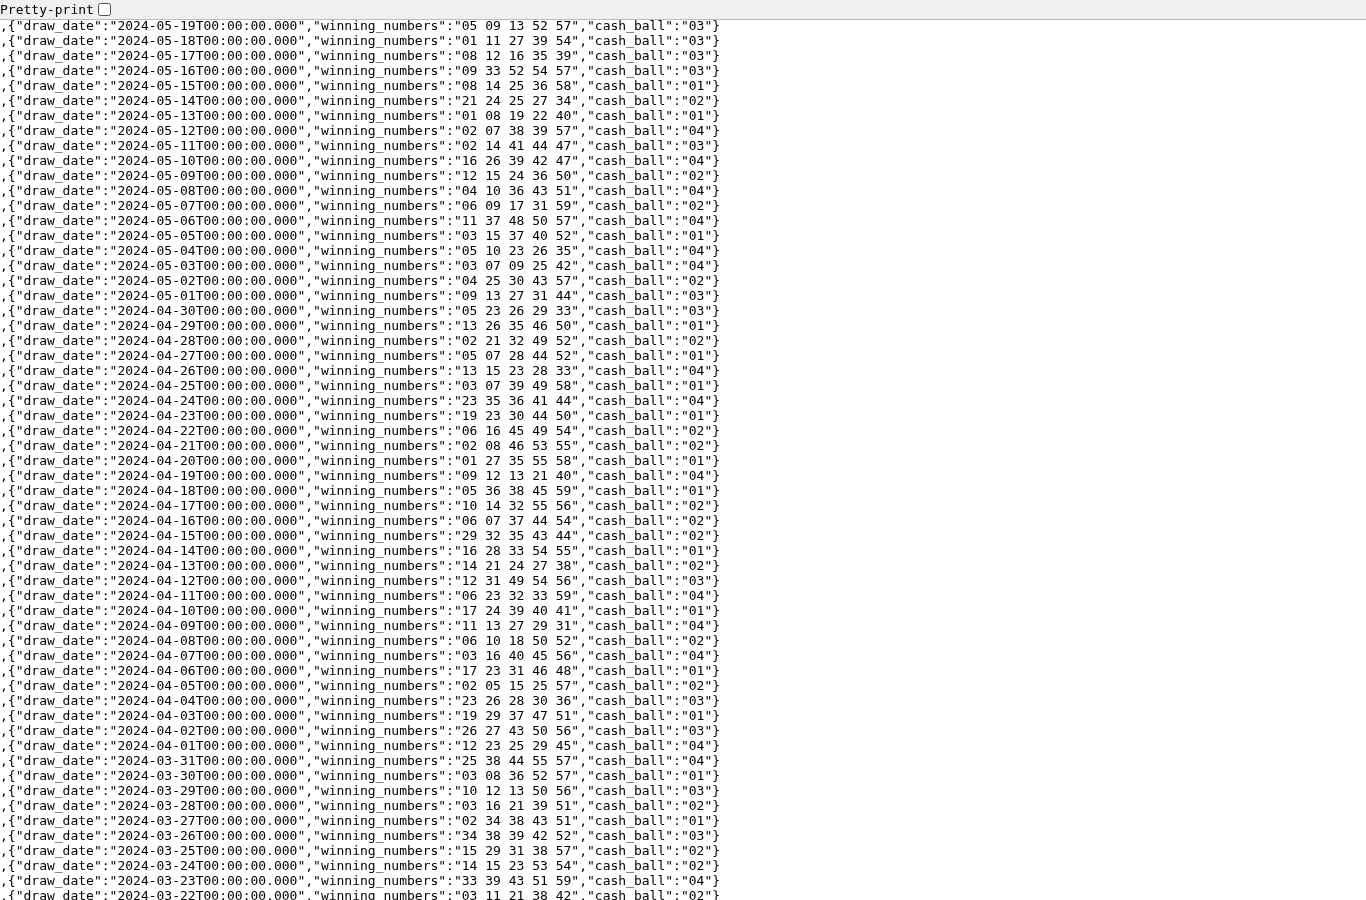 Pretty-print
,{"draw_date":"2024-05-19T00:00:00.000","winning_numbers":"05 09 13 52 57","cash_ball":"03"}
,{"draw_date":"2024-05-18T00:00:00.000","winning_numbers":"01 11 27 39 54","cash_ball":"03"}
,{"draw_date":"2024-05-17T00:00:00.000","winning_numbers":"08 12 16 35 39","cash_ball":"03"}
,{"draw_date":"2024-05-16T00:00:00.000","winning_numbers":"09 33 52 54 57","cash_ball":"03"}
,{"draw_date":"2024-05-15T00:00:00.000","winning_numbers":"08 14 25 36 58","cash_ball":"01"}
,{"draw_date":"2024-05-14T00:00:00.000","winning_numbers":"21 24 25 27 34","cash_ball":"02"}
,{"draw_date":"2024-05-13T00:00:00.000","winning_numbers":"01 08 19 22 40","cash_ball":"01"}
,{"draw_date":"2024-05-12T00:00:00.000","winning_numbers":"02 07 38 39 57","cash_ball":"04"}
,{"draw_date":"2024-05-11T00:00:00.000","winning_numbers":"02 14 41 44 47","cash_ball":"03"}
,{"draw_date":"2024-05-10T00:00:00.000","winning_numbers":"16 26 39 42 47","cash_ball":"04"}
,{"draw_date":"2024-05-09T00:00:00.000","winning_numbers":"12 15 24 36 50","cash_ball":"02"}
,{"draw_date":"2024-05-08T00:00:00.000","winning_numbers":"04 10 36 43 51","cash_ball":"04"}
,{"draw_date":"2024-05-07T00:00:00.000","winning_numbers":"06 09 17 31 59","cash_ball":"02"}
,{"draw_date":"2024-05-06T00:00:00.000","winning_numbers":"11 37 48 50 57","cash_ball":"04"}
,{"draw_date":"2024-05-05T00:00:00.000","winning_numbers":"03 15 37 40 52","cash_ball":"01"}
,{"draw_date":"2024-05-04T00:00:00.000","winning_numbers":"05 10 23 26 35","cash_ball":"04"}
,{"draw_date":"2024-05-03T00:00:00.000","winning_numbers":"03 07 09 25 42","cash_ball":"04"}
,{"draw_date":"2024-05-02T00:00:00.000","winning_numbers":"04 25 30 43 57","cash_ball":"02"}
,{"draw_date":"2024-05-01T00:00:00.000","winning_numbers":"09 13 27 31 44","cash_ball":"03"}
,{"draw_date":"2024-04-30T00:00:00.000","winning_numbers":"05 23 26 29 33","cash_ball":"03"}
,{"draw_date":"2024-04-29T00:00:00.000","winning_numbers":"13 26 35 46 50","cash_ball":"01"}
,{"draw_date":"2024-04-28T00:00:00.000","winning_numbers":"02 21 32 49 52","cash_ball":"02"}
,{"draw_date":"2024-04-27T00:00:00.000","winning_numbers":"05 07 28 44 52","cash_ball":"01"}
,{"draw_date":"2024-04-26T00:00:00.000","winning_numbers":"13 15 23 28 33","cash_ball":"04"}
,{"draw_date":"2024-04-25T00:00:00.000","winning_numbers":"03 07 39 49 58","cash_ball":"01"}
,{"draw_date":"2024-04-24T00:00:00.000","winning_numbers":"23 35 36 41 44","cash_ball":"04"}
,{"draw_date":"2024-04-23T00:00:00.000","winning_numbers":"19 23 30 44 50","cash_ball":"01"}
,{"draw_date":"2024-04-22T00:00:00.000","winning_numbers":"06 16 45 49 54","cash_ball":"02"}
,{"draw_date":"2024-04-21T00:00:00.000","winning_numbers":"02 08 46 53 55","cash_ball":"02"}
,{"draw_date":"2024-04-20T00:00:00.000","winning_numbers":"01 27 35 55 58","cash_ball":"01"}
,{"draw_date":"2024-04-19T00:00:00.000","winning_numbers":"09 12 13 21 40","cash_ball":"04"}
,{"draw_date":"2024-04-18T00:00:00.000","winning_numbers":"05 36 38 45 59","cash_ball":"01"}
,{"draw_date":"2024-04-17T00:00:00.000","winning_numbers":"10 14 32 55 56","cash_ball":"02"}
,{"draw_date":"2024-04-16T00:00:00.000","winning_numbers":"06 07 37 44 54","cash_ball":"02"}
,{"draw_date":"2024-04-15T00:00:00.000","winning_numbers":"29 32 35 43 44","cash_ball":"02"}
,{"draw_date":"2024-04-14T00:00:00.000","winning_numbers":"16 28 33 54 55","cash_ball":"01"}
,{"draw_date":"2024-04-13T00:00:00.000","winning_numbers":"14 21 24 27 38","cash_ball":"02"}
,{"draw_date":"2024-04-12T00:00:00.000","winning_numbers":"12 31 49 54 56","cash_ball":"03"}
,{"draw_date":"2024-04-11T00:00:00.000","winning_numbers":"06 23 32 33 59","cash_ball":"04"}
,{"draw_date":"2024-04-10T00:00:00.000","winning_numbers":"17 24 39 40 41","cash_ball":"01"}
,{"draw_date":"2024-04-09T00:00:00.000","winning_numbers":"11 13 27 29 31","cash_ball":"04"}
,{"draw_date":"2024-04-08T00:00:00.000","winning_numbers":"06 10 18 50 52","cash_ball":"02"}
,{"draw_date":"2024-04-07T00:00:00.000","winning_numbers":"03 16 40 45 56","cash_ball":"04"}
,{"draw_date":"2024-04-06T00:00:00.000","winning_numbers":"17 23 31 46 48","cash_ball":"01"}
,{"draw_date":"2024-04-05T00:00:00.000","winning_numbers":"02 05 15 25 57","cash_ball":"02"}
,{"draw_date":"2024-04-04T00:00:00.000","winning_numbers":"23 26 28 30 36","cash_ball":"03"}
,{"draw_date":"2024-04-03T00:00:00.000","winning_numbers":"19 29 37 47 51","cash_ball":"01"}
,{"draw_date":"2024-04-02T00:00:00.000","winning_numbers":"26 27 43 50 56","cash_ball":"03"}
,{"draw_date":"2024-04-01T00:00:00.000","winning_numbers":"12 23 25 29 45","cash_ball":"04"}
,{"draw_date":"2024-03-31T00:00:00.000","winning_numbers":"25 38 44 55 57","cash_ball":"04"}
,{"draw_date":"2024-03-30T00:00:00.000","winning_numbers":"03 08 36 52 57","cash_ball":"01"}
,{"draw_date":"2024-03-29T00:00:00.000","winning_numbers":"10 12 13 50 56","cash_ball":"03"}
,{"draw_date":"2024-03-28T00:00:00.000","winning_numbers":"03 16 21 39 51","cash_ball":"02"}
,{"draw_date":"2024-03-27T00:00:00.000","winning_numbers":"02 34 38 43 51","cash_ball":"01"}
,{"draw_date":"2024-03-26T00:00:00.000","winning_numbers":"34 38 39 42 52","cash_ball":"03"}
,{"draw_date":"2024-03-25T00:00:00.000","winning_numbers":"15 29 31 38 57","cash_ball":"02"}
,{"draw_date":"2024-03-24T00:00:00.000","winning_numbers":"14 15 23 53 54","cash_ball":"02"}
,{"draw_date":"2024-03-23T00:00:00.000","winning_numbers":"33 39 43 51 59","cash_ball":"04"}
,{"draw_date":"2024-03-22T00:00:00.000","winning_numbers":"03 11 21 38 42","cash_ball":"02"}